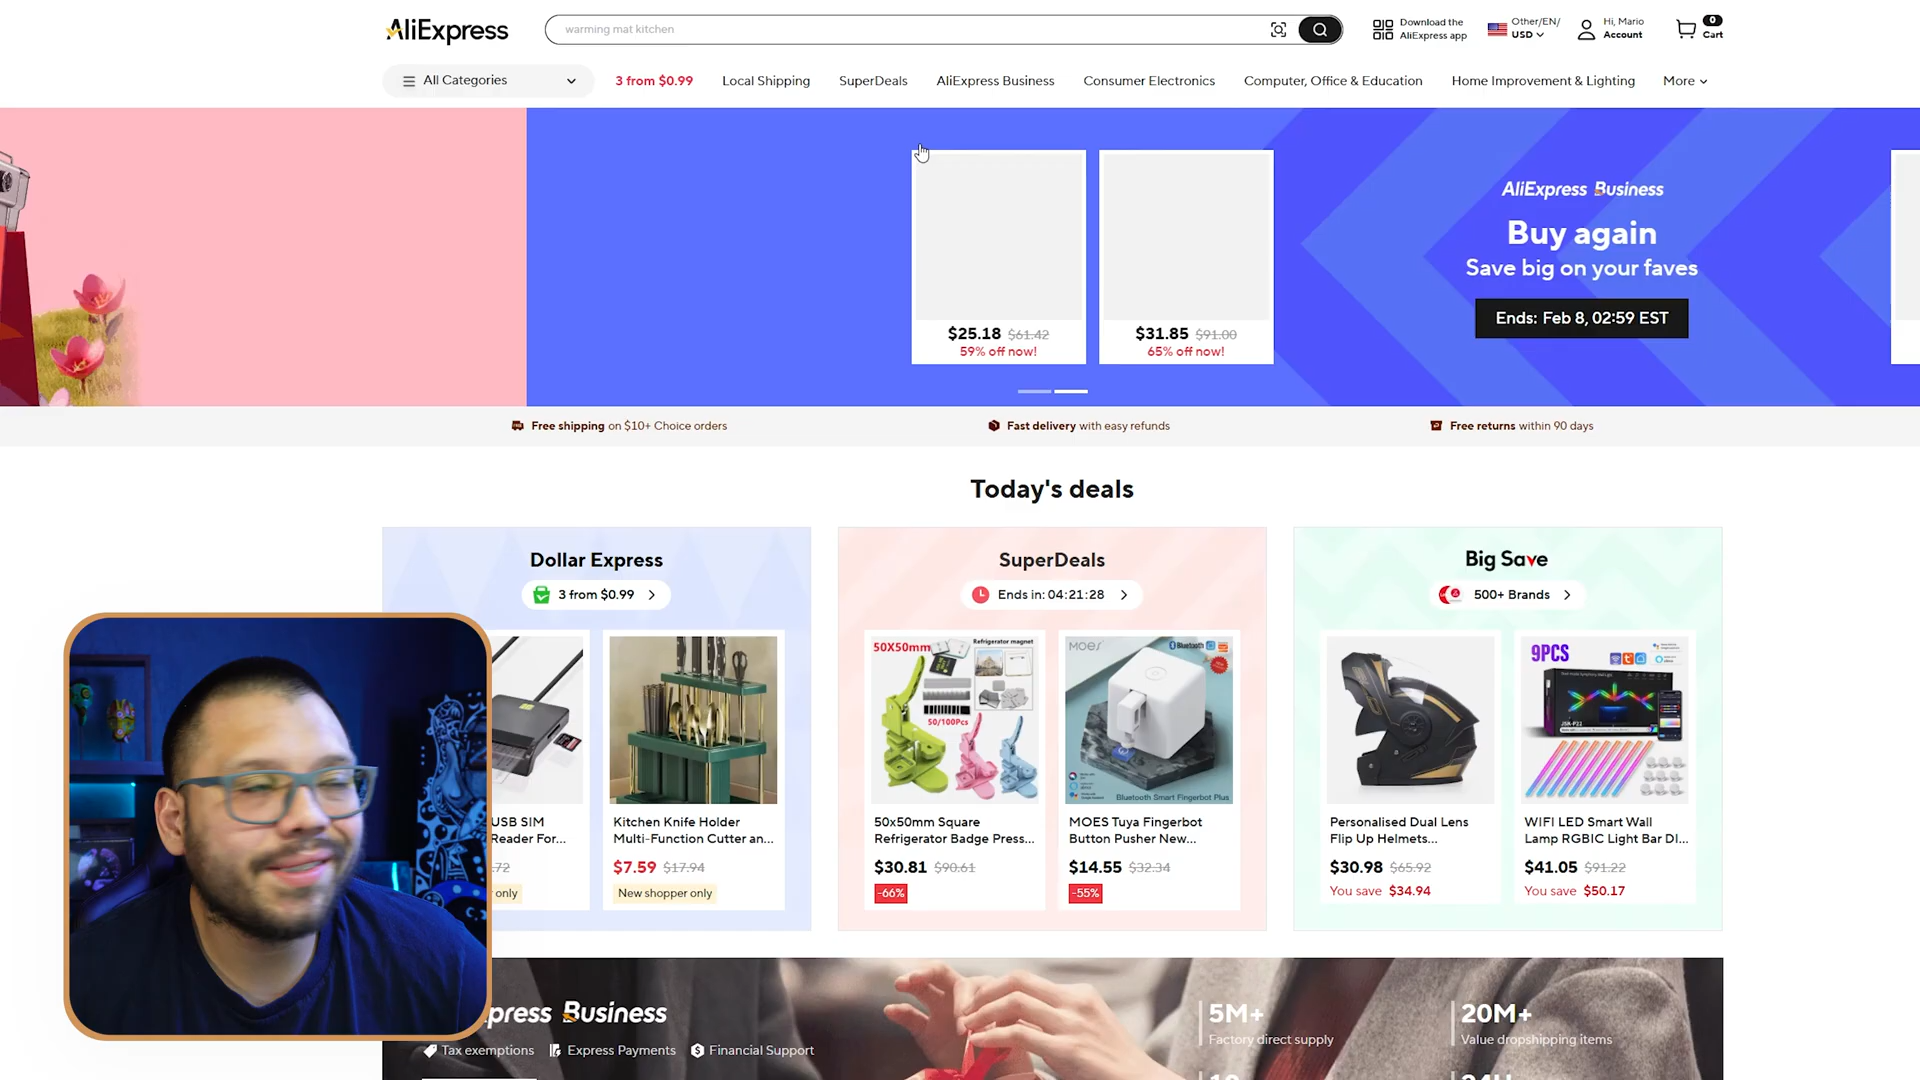 AliExpress
warming mat kitchen
Download the
AliExpress app
Other/EN/
USD
Hi, Mario
Account
0
Cart
All Categories
3 from $0.99
Local Shipping
SuperDeals
AliExpress Business
Consumer Electronics
Computer, Office & Education
Home Improvement & Lighting
More
$25.18 $61.42
59% off now!
$31.85 $91.00
65% off now!
AliExpress Business
Buy again
Save big on your faves
Ends: Feb 8, 02:59 EST
Free shipping on $10+ Choice orders
Fast delivery with easy refunds
Free returns within 90 days
Today's deals
Dollar Express
3 from $0.99
USB SIM
Reader For...
.72
only
Kitchen Knife Holder
Multi-Function Cutter an...
$7.59 $17.94
New shopper only
SuperDeals
Ends in: 04:21:28
50X50mm
Refrigerator magnet
50/100Pcs
50x50mm Square
Refrigerator Badge Press...
$30.81 $90.61
-66%
MOES
Bluetooth
Bluetooth Smart Fingerbot Plus
MOES Tuya Fingerbot
Button Pusher New...
$14.55 $32.34
-55%
Big Save
500+ Brands
Personalised Dual Lens
Flip Up Helmets...
$30.98 $65.92
You save $34.94
9PCS
WIFI LED Smart Wall
Lamp RGBIC Light Bar DI...
$41.05 $91.22
You save $50.17
press Business
Tax exemptions
Express Payments
Financial Support
5M+
Factory direct supply
20M+
Value dropshipping items